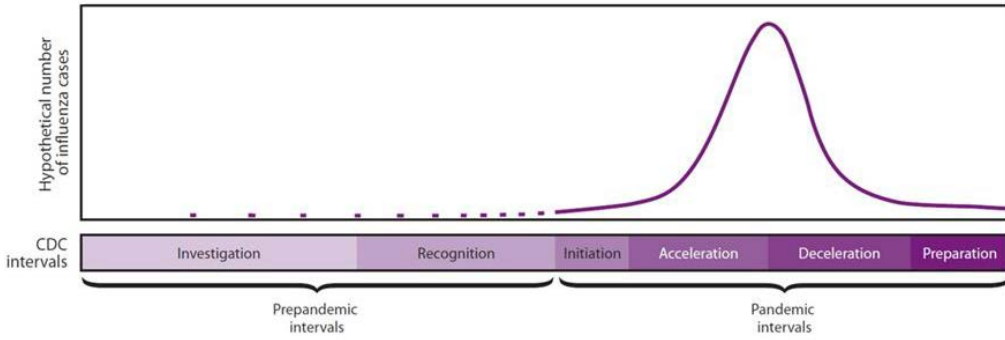 Hypothetical number
of influenza cases
CDC
intervals
Investigation
Recognition
Initiation
Acceleration
Deceleration
Preparation
Prepandemic
intervals
Pandemic
intervals